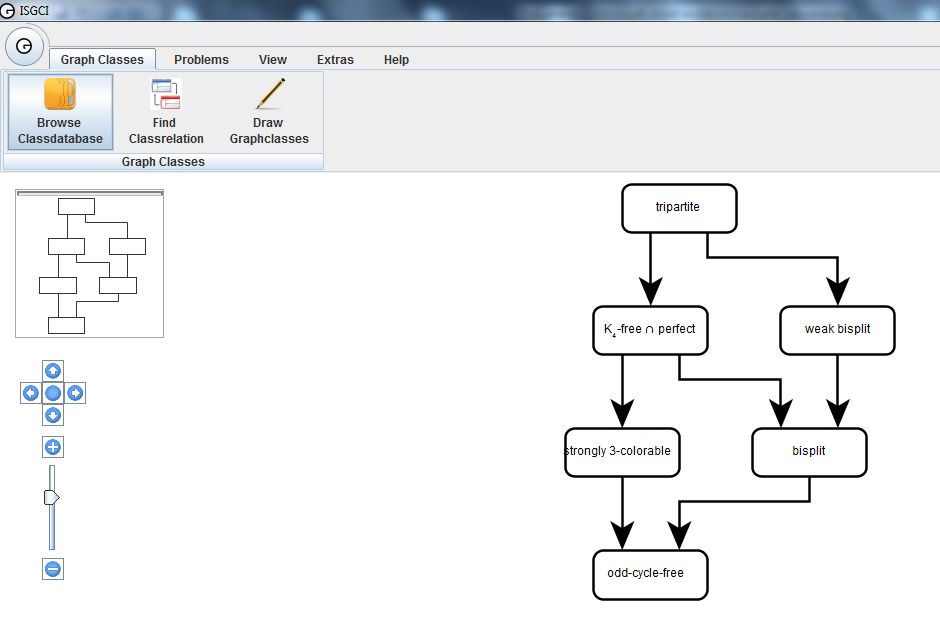 ISGCI
Graph Classes Problems View Extras Help
Browse
Classdatabase
Find
Classrelation
Draw
Graphclasses
Graph Classes
tripartite
K₄-free ∩ perfect
weak bisplit
strongly 3-colorable
bisplit
odd-cycle-free